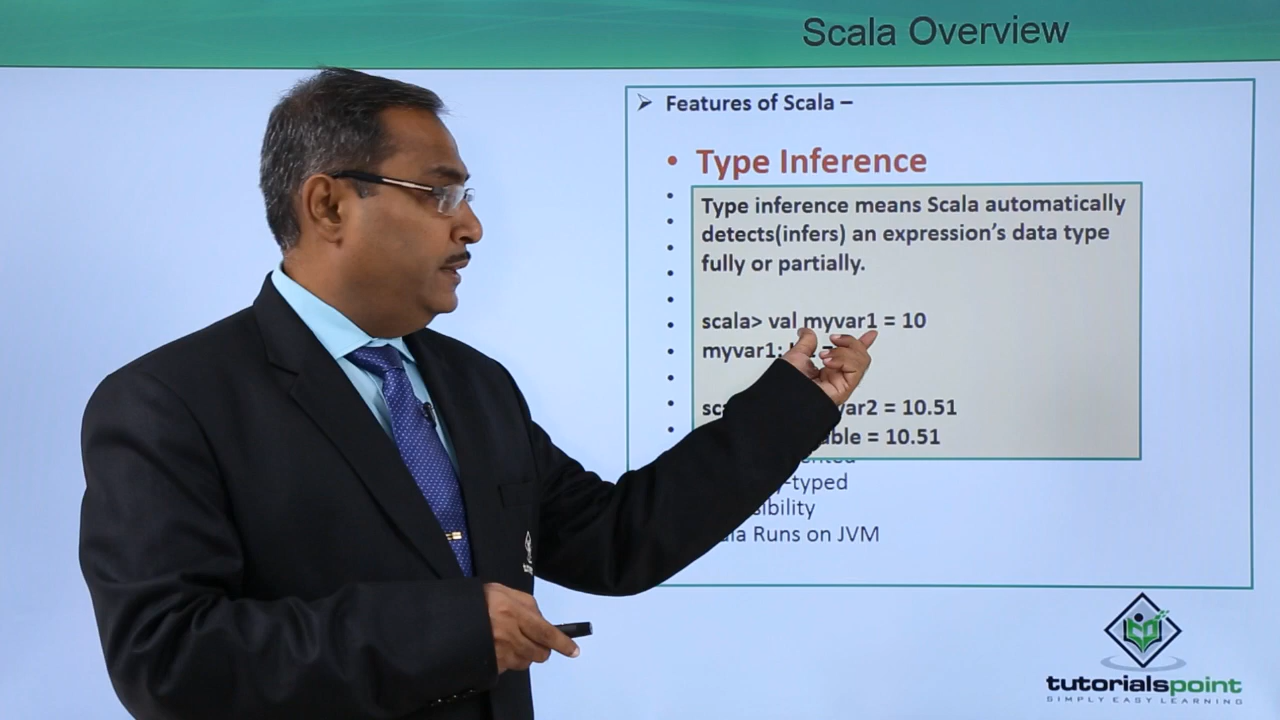 Scala Overview
➢ Features of Scala –
• Type Inference
Type inference means Scala automatically
detects(infers) an expression's data type
fully or partially.
scala> val myvar1 = 10
myvar1:
= 10.51
= 10.51
Runs on JVM
tutorialspoint
SIMPLY EASY LEARNING